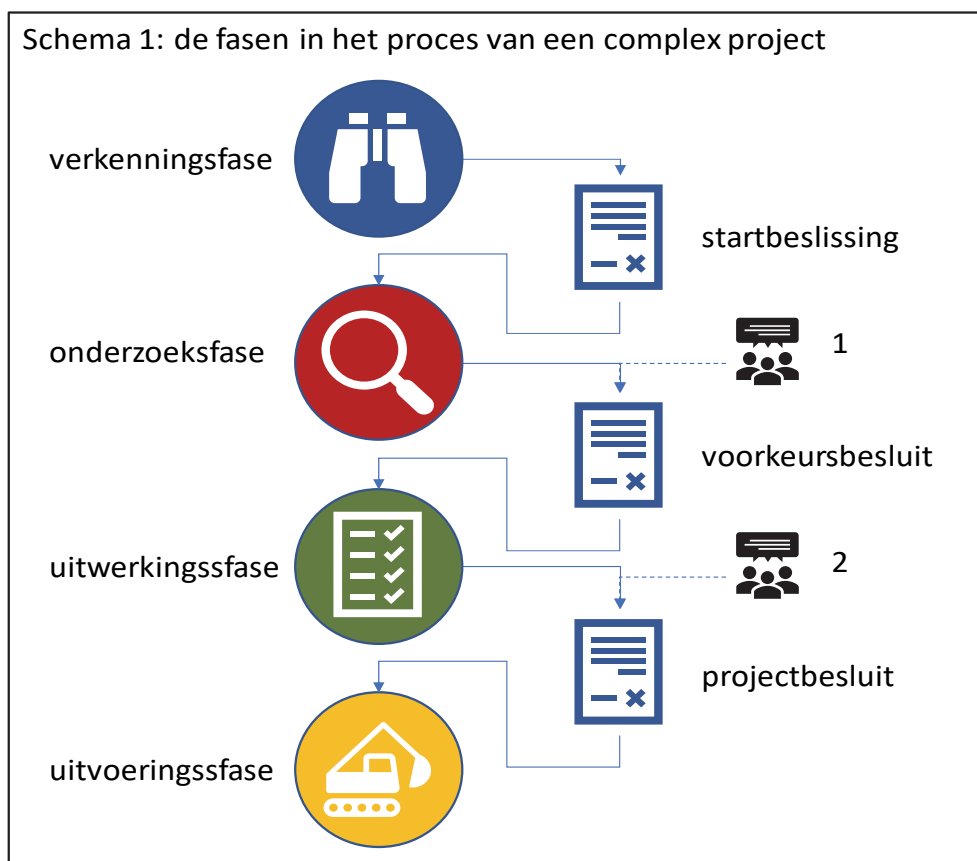 Schema 1: de fasen in het proces van een complex project
verkenningsfase
startbeslissing
onderzoeksfase
1
voorkeursbesluit
uitwerkingssfase
2
projectbesluit
uitvoeringssfase